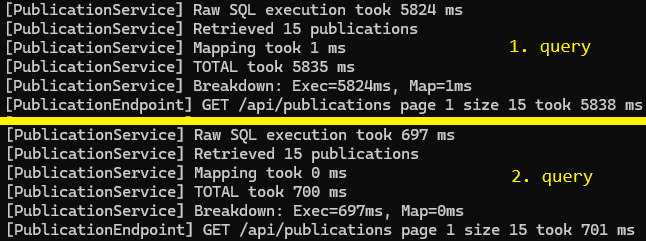 [PublicationService] Raw SQL execution took 5824 ms
[PublicationService] Retrieved 15 publications
[PublicationService] Mapping took 1 ms
1. query
[PublicationService] TOTAL took 5835 ms
[PublicationService] Breakdown: Exec=5824ms, Map=1ms
[PublicationEndpoint] GET /api/publications page 1 size 15 took 5838 ms
[PublicationService] Raw SQL execution took 697 ms
[PublicationService] Retrieved 15 publications
[PublicationService] Mapping took 0 ms
2. query
[PublicationService] TOTAL took 700 ms
[PublicationService] Breakdown: Exec=697ms, Map=0ms
[PublicationEndpoint] GET /api/publications page 1 size 15 took 701 ms